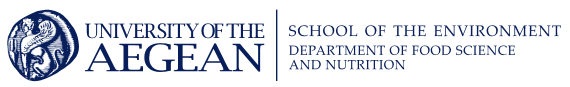 UNIVERSITY OF THE
AEGEAN
SCHOOL OF THE ENVIRONMENT
DEPARTMENT OF FOOD SCIENCE
AND NUTRITION